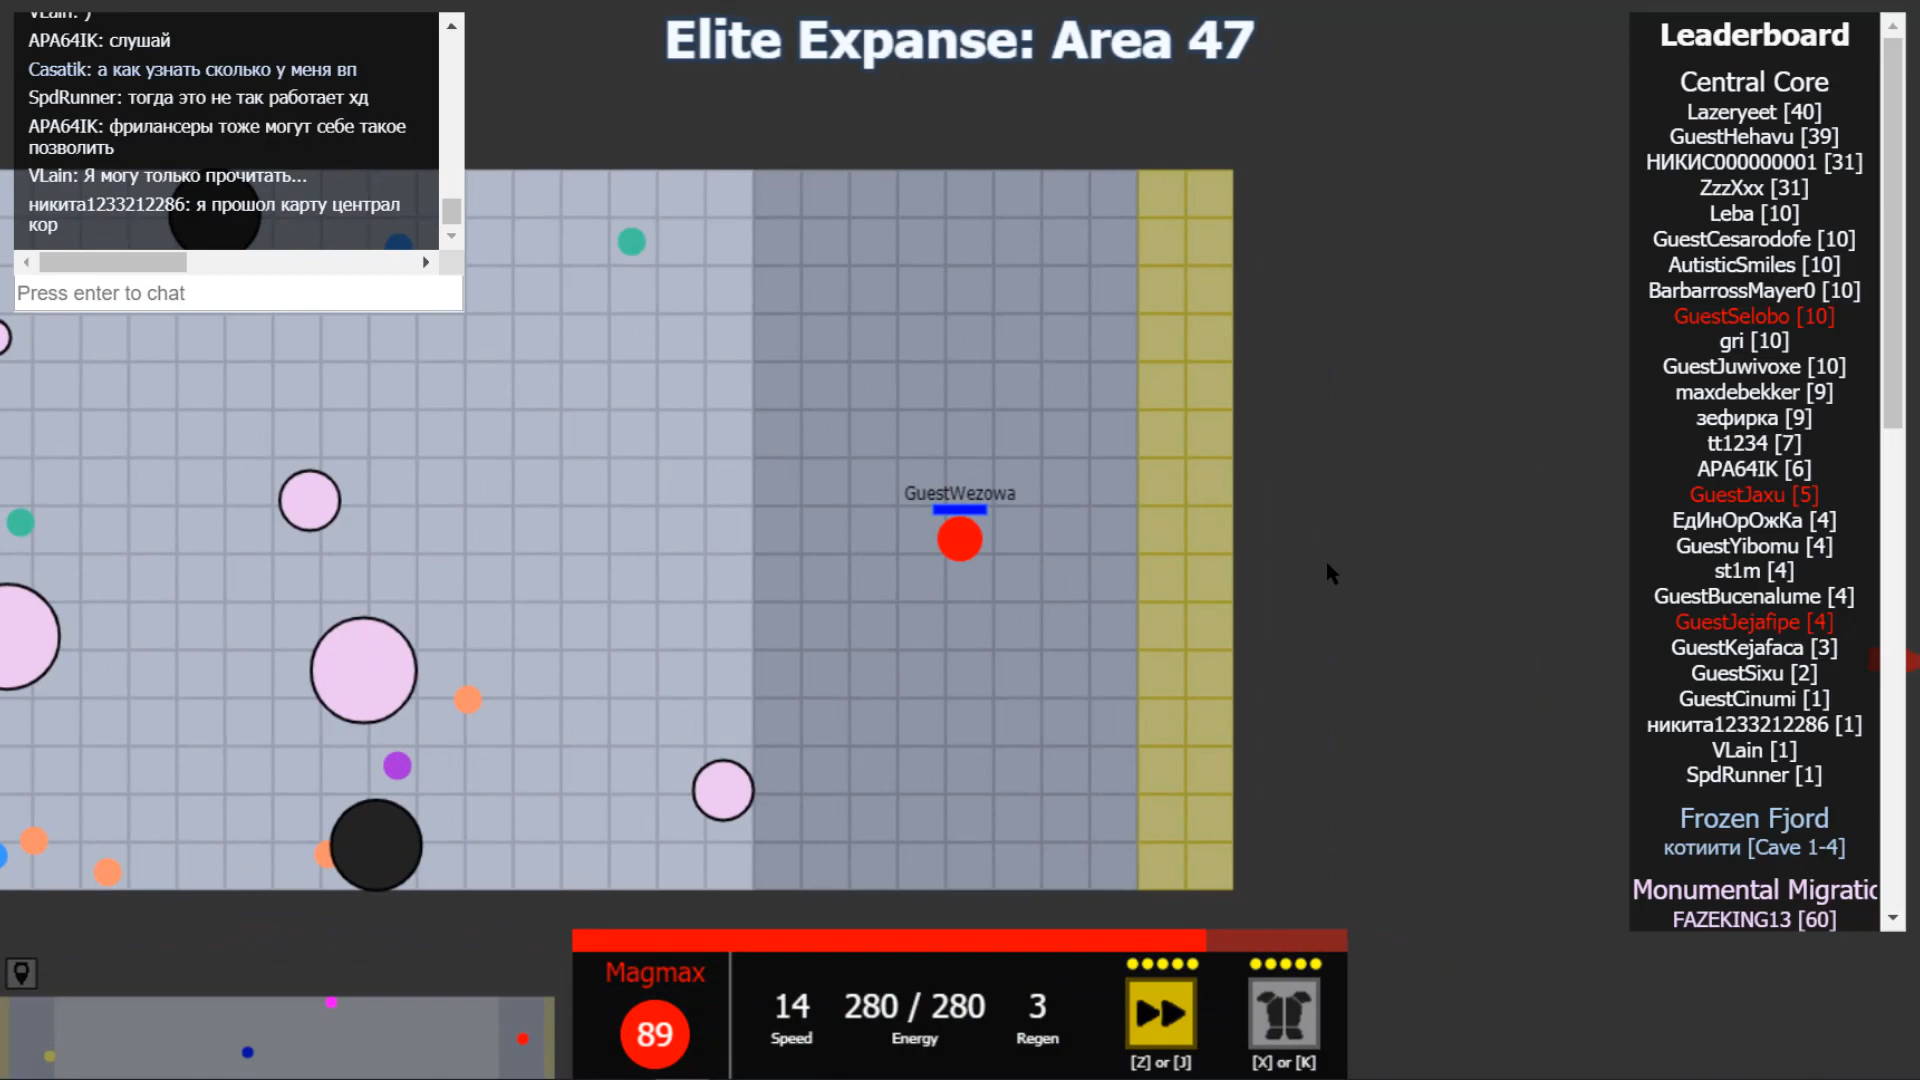 VLain: )
APA64IK: слушай
Casatik: а как узнать сколько у меня вп
SpdRunner: тогда это не так работает хд
APA64IK: фрилансеры тоже могут себе такое
позволить
VLain: Я могу только прочитать...
никита1233212286: я прошол карту централ
кор
Press enter to chat
Elite Expanse: Area 47
GuestWezowa
Leaderboard
Central Core
Lazeryeet [40]
GuestHehavu [39]
НИКИС000000001 [31]
ZzzXxx [31]
Leba [10]
GuestCesarodofe [10]
AutisticSmiles [10]
BarbarrossMayer0 [10]
GuestSelobo [10]
gri [10]
GuestJuwivoxe [10]
maxdebekker [9]
зефирка [9]
tt1234 [7]
APA64IK [6]
GuestJaxu [5]
ЕдИнОрОжКа [4]
GuestYibomu [4]
st1m [4]
GuestBucenalume [4]
GuestJejafipe [4]
GuestKejafaca [3]
GuestSixu [2]
GuestCinumi [1]
никита1233212286 [1]
VLain [1]
SpdRunner [1]
Frozen Fjord
котиити [Cave 1-4]
Monumental Migratic
FAZEKING13 [60]
Magmax
89
14
Speed
280 / 280
Energy
3
Regen
[Z] or [J]
[X] or [K]